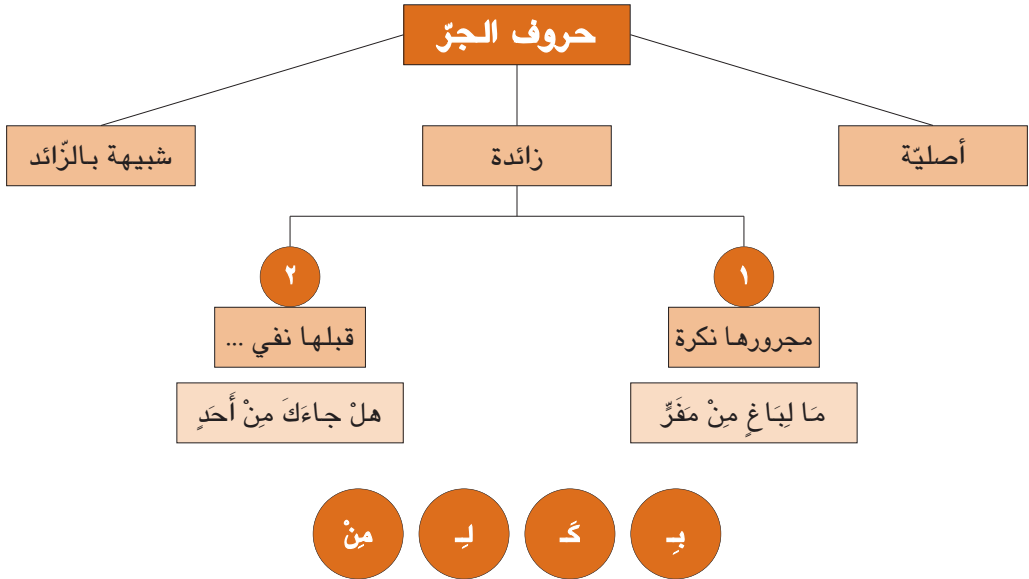 حروف الجرّ
أصليّة
زائدة
شبيهة بالزّائد
١
مجرورها نكرة
مَا لِبَاغٍ مِنْ مَفَرٍّ
٢
قبلها نفي ...
هلْ جاءَكَ مِنْ أَحَدٍ
بِـ
كَـ
لِـ
مِنْ